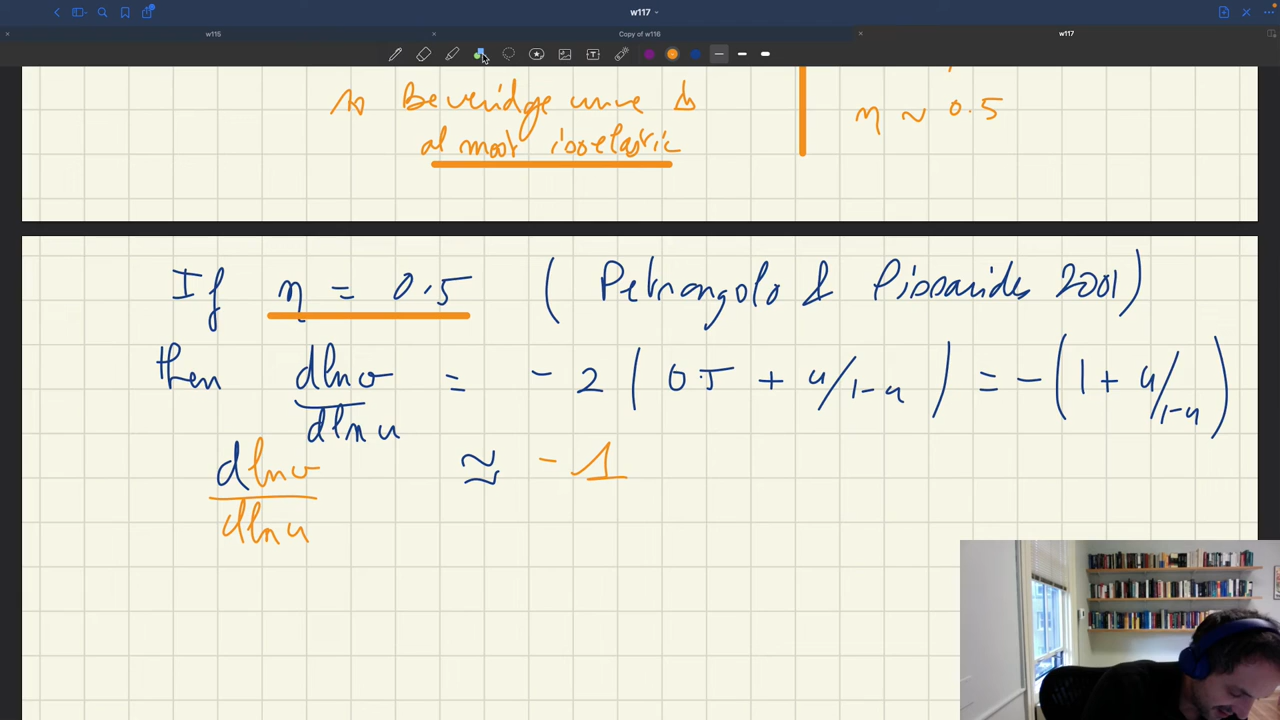 w117
w115
Copy of w116
w117
Beveridge curve is
almost isoelastic
η ~ 0.5
If η = 0.5 ( Petrongolo & Pissarides 2001 )
then dlnv/dlnu = - 2 ( 0.5 + u/1-u ) = - ( 1 + u/1-u )
dlnv/dlnu ≈ - 1